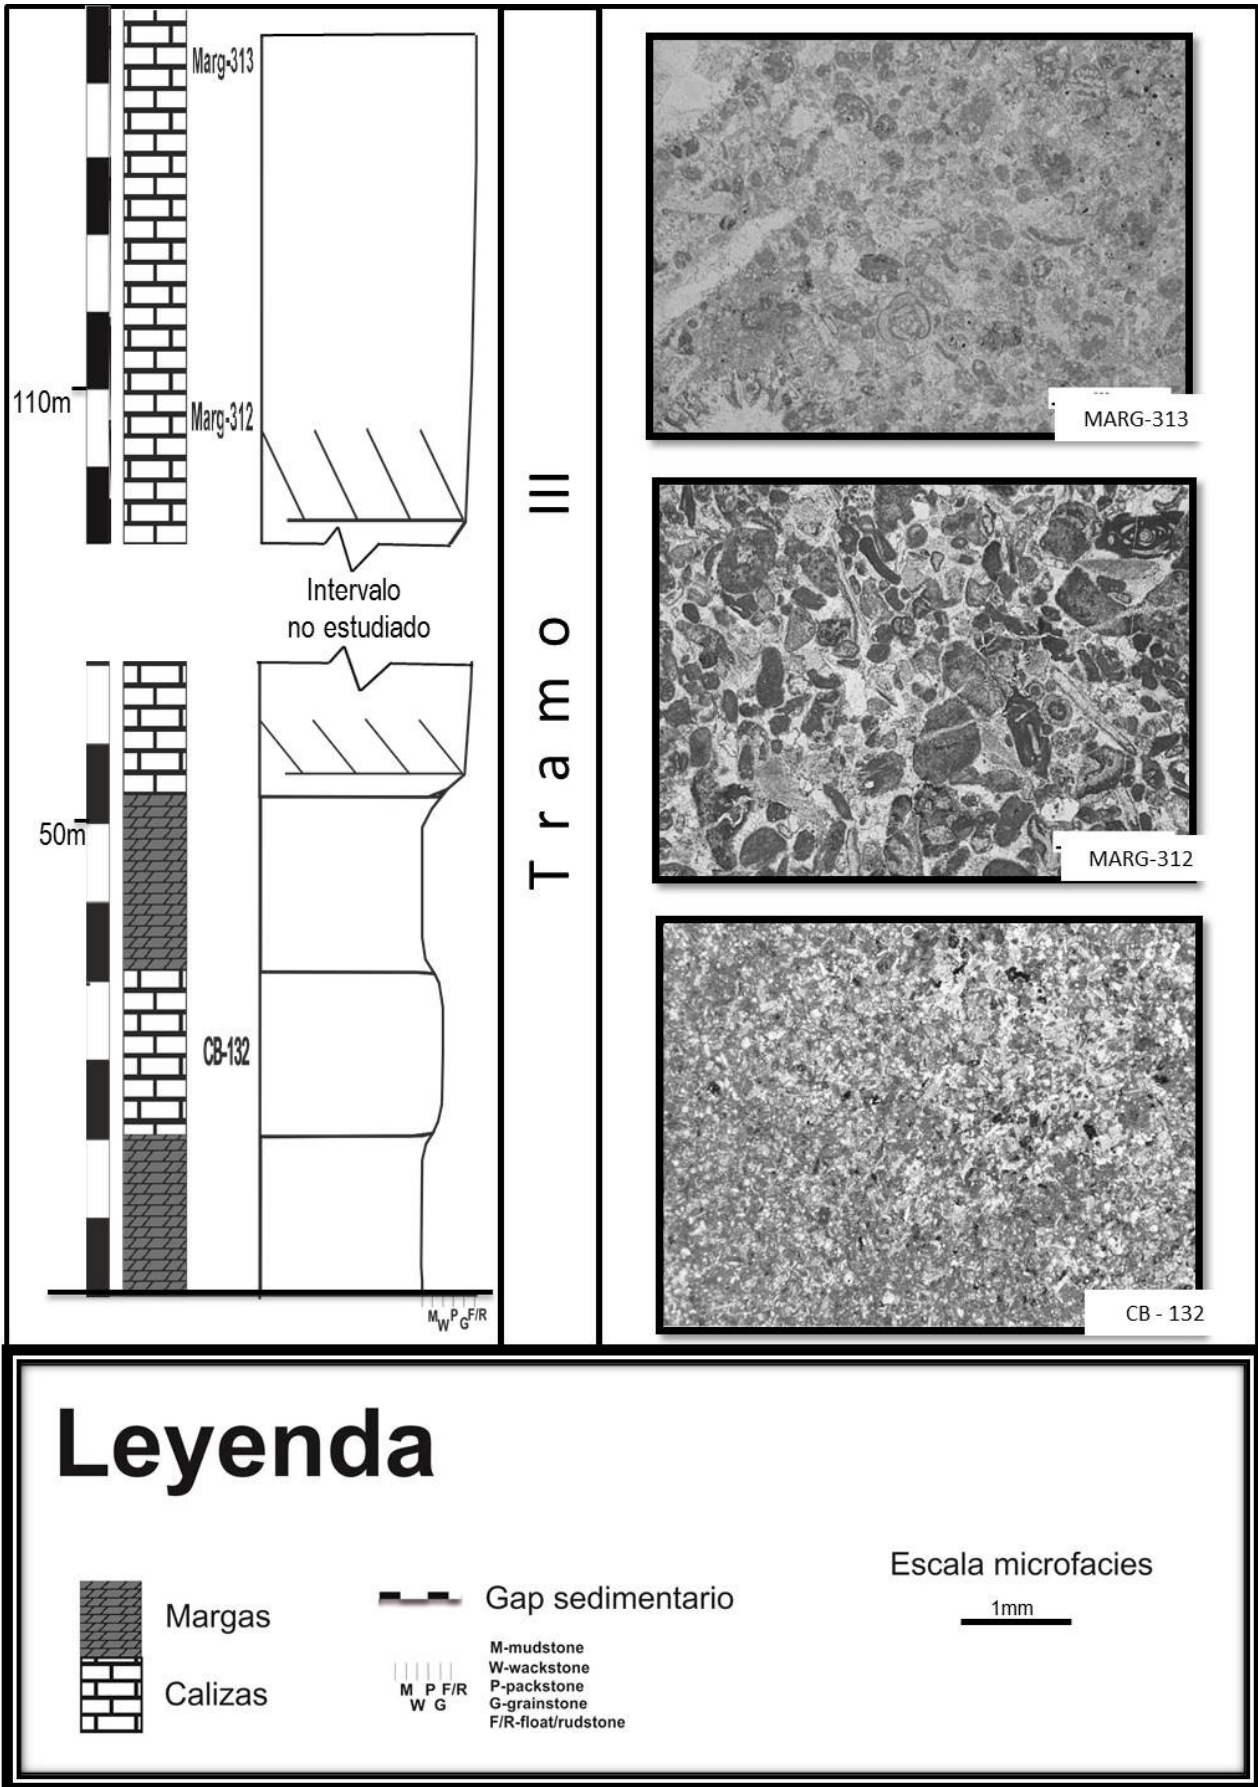 Marg-313
110m
Marg-312
Intervalo
no estudiado
50m
CB-132
M W P G F/R
Tramo III
MARG-313
MARG-312
CB - 132
Leyenda
Margas
Calizas
Gap sedimentario
M P F/R
W G
M-mudstone
W-wackstone
P-packstone
G-grainstone
F/R-float/rudstone
Escala microfacies
1mm